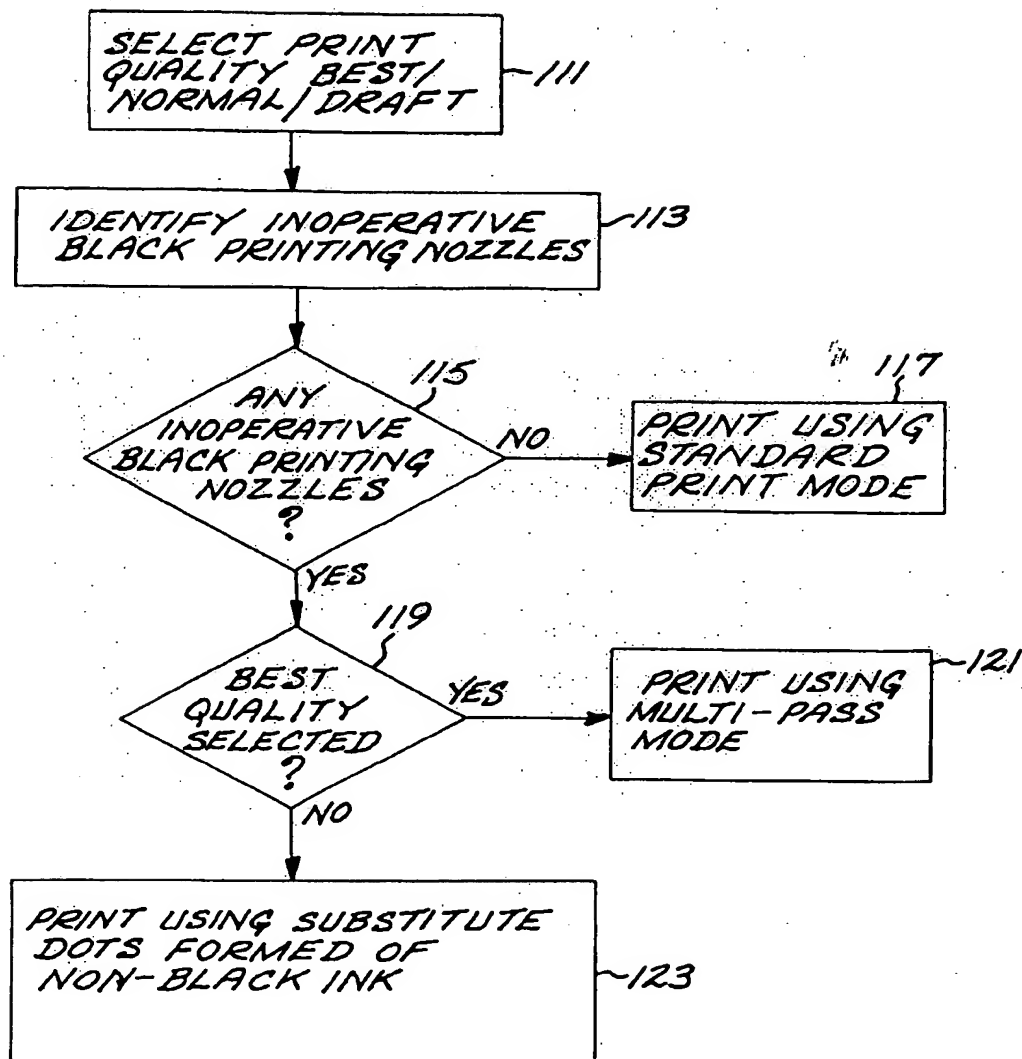 SELECT PRINT
QUALITY BEST/
NORMAL/DRAFT
111
IDENTIFY INOPERATIVE
BLACK PRINTING NOZZLES
113
ANY
INOPERATIVE
BLACK PRINTING
NOZZLES
?
115
NO
PRINT USING
STANDARD
PRINT MODE
117
YES
BEST
QUALITY
SELECTED
?
119
YES
PRINT USING
MULTI-PASS
MODE
121
NO
PRINT USING SUBSTITUTE
DOTS FORMED OF
NON-BLACK INK
123